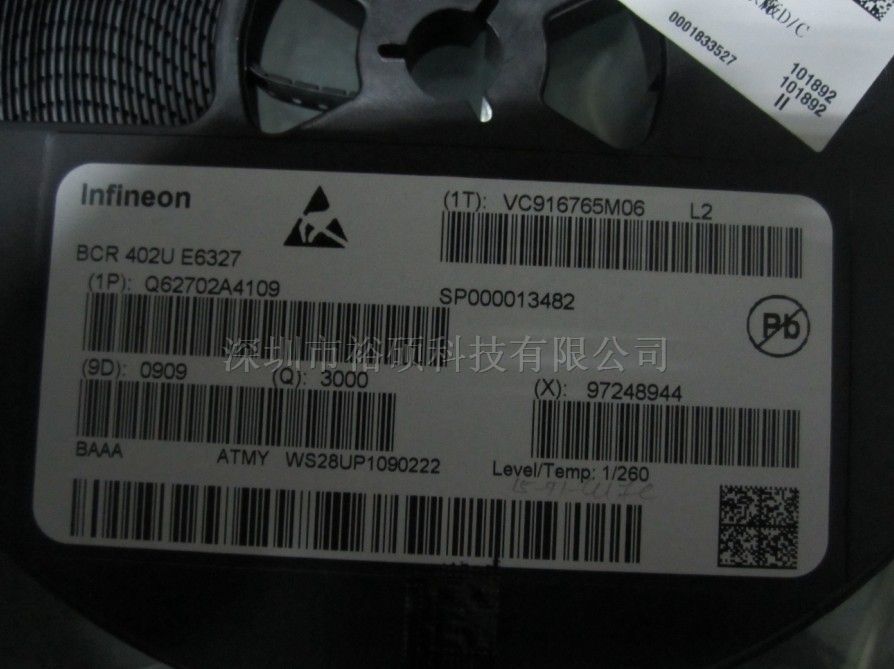 0001833527
101892
101892
II
Infineon
(1T): VC916765M06 L2
BCR 402U E6327
(1P): Q62702A4109
SP000013482
Pb
深圳市裕硕科技有限公司
(9D): 0909 (Q): 3000
(X): 97248944
BAAA ATMY WS28UP1090222
Level/Temp: 1/260